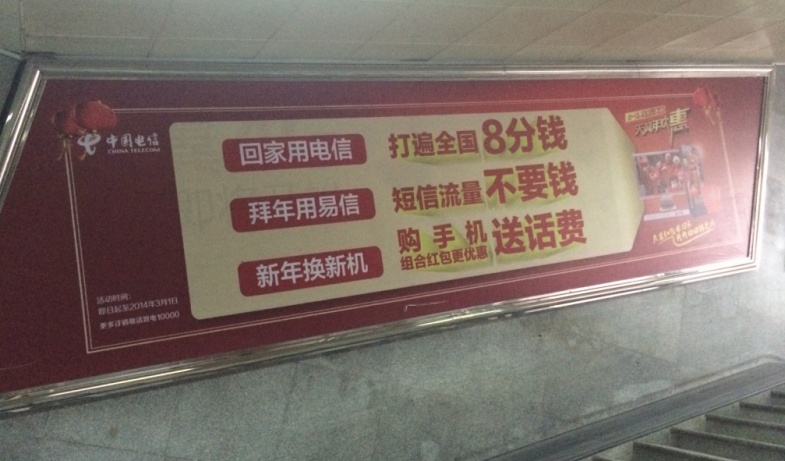 中国电信
CHINA TELECOM
回家用电信
打遍全国8分钱
拜年用易信
短信流量不要钱
新年换新机
购手机
组合红包更优惠
送话费
活动时间:
即日起至2014年3月1日
更多详情敬请致电10000
惠